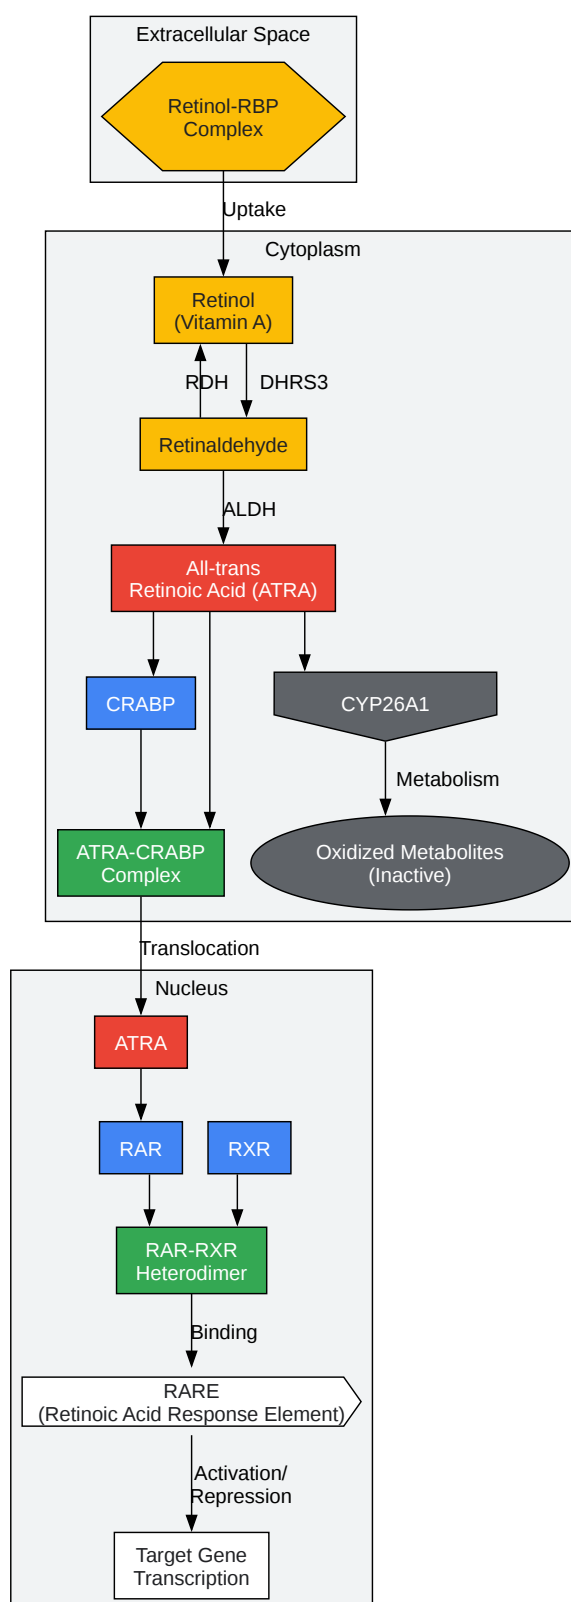 Extracellular Space
Retinol-RBP
Complex
Uptake
Cytoplasm
Retinol
(Vitamin A)
RDH
DHRS3
Retinaldehyde
ALDH
All-trans
Retinoic Acid (ATRA)
CRABP
CYP26A1
Metabolism
ATRA-CRABP
Complex
Oxidized Metabolites
(Inactive)
Translocation
Nucleus
ATRA
RAR
RXR
RAR-RXR
Heterodimer
Binding
RARE
(Retinoic Acid Response Element)
Activation/
Repression
Target Gene
Transcription